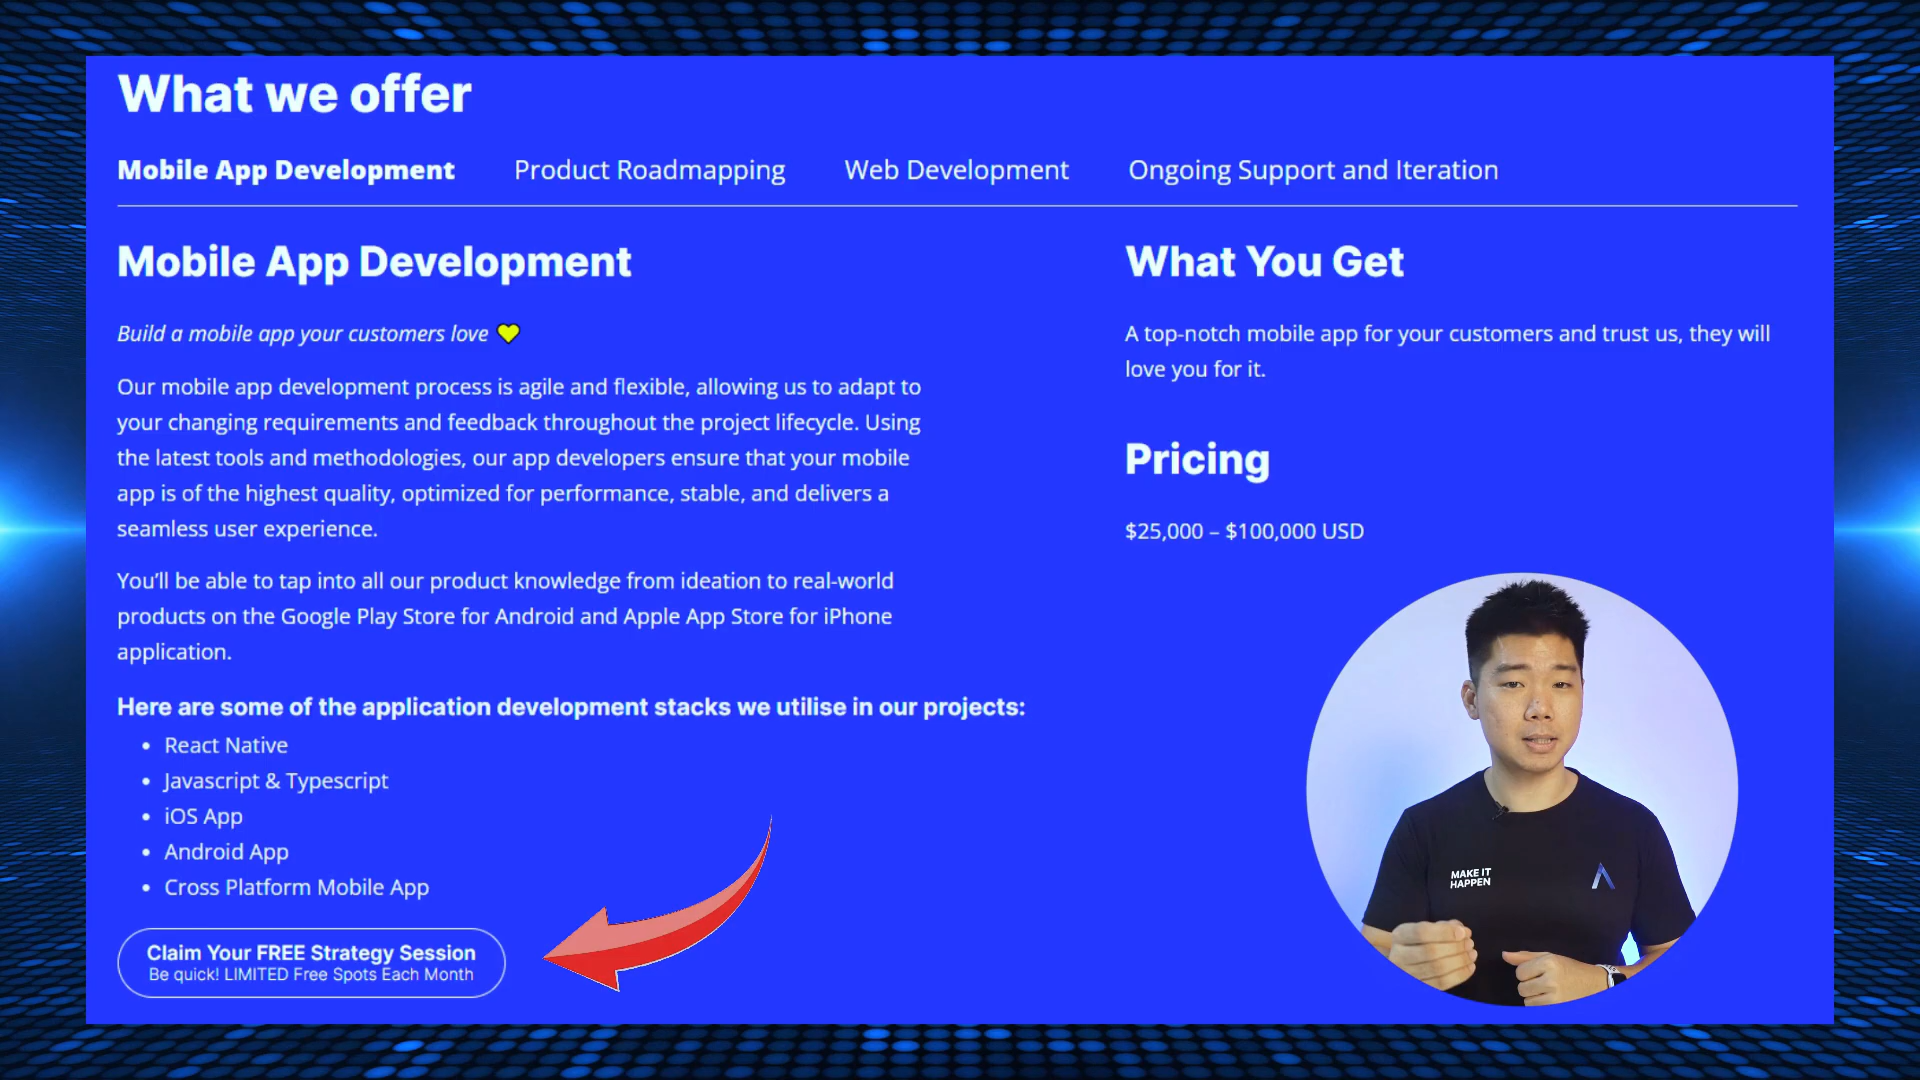 What we offer
Mobile App Development
Product Roadmapping
Web Development
Ongoing Support and Iteration
Mobile App Development
Build a mobile app your customers love
Our mobile app development process is agile and flexible, allowing us to adapt to
your changing requirements and feedback throughout the project lifecycle. Using
the latest tools and methodologies, our app developers ensure that your mobile
app is of the highest quality, optimized for performance, stable, and delivers a
seamless user experience.
You’ll be able to tap into all our product knowledge from ideation to real-world
products on the Google Play Store for Android and Apple App Store for iPhone
application.
Here are some of the application development stacks we utilise in our projects:
• React Native
• Javascript & Typescript
• iOS App
• Android App
• Cross Platform Mobile App
Claim Your FREE Strategy Session
Be quick! LIMITED Free Spots Each Month
What You Get
A top-notch mobile app for your customers and trust us, they will
love you for it.
Pricing
$25,000 – $100,000 USD
MAKE IT
HAPPEN